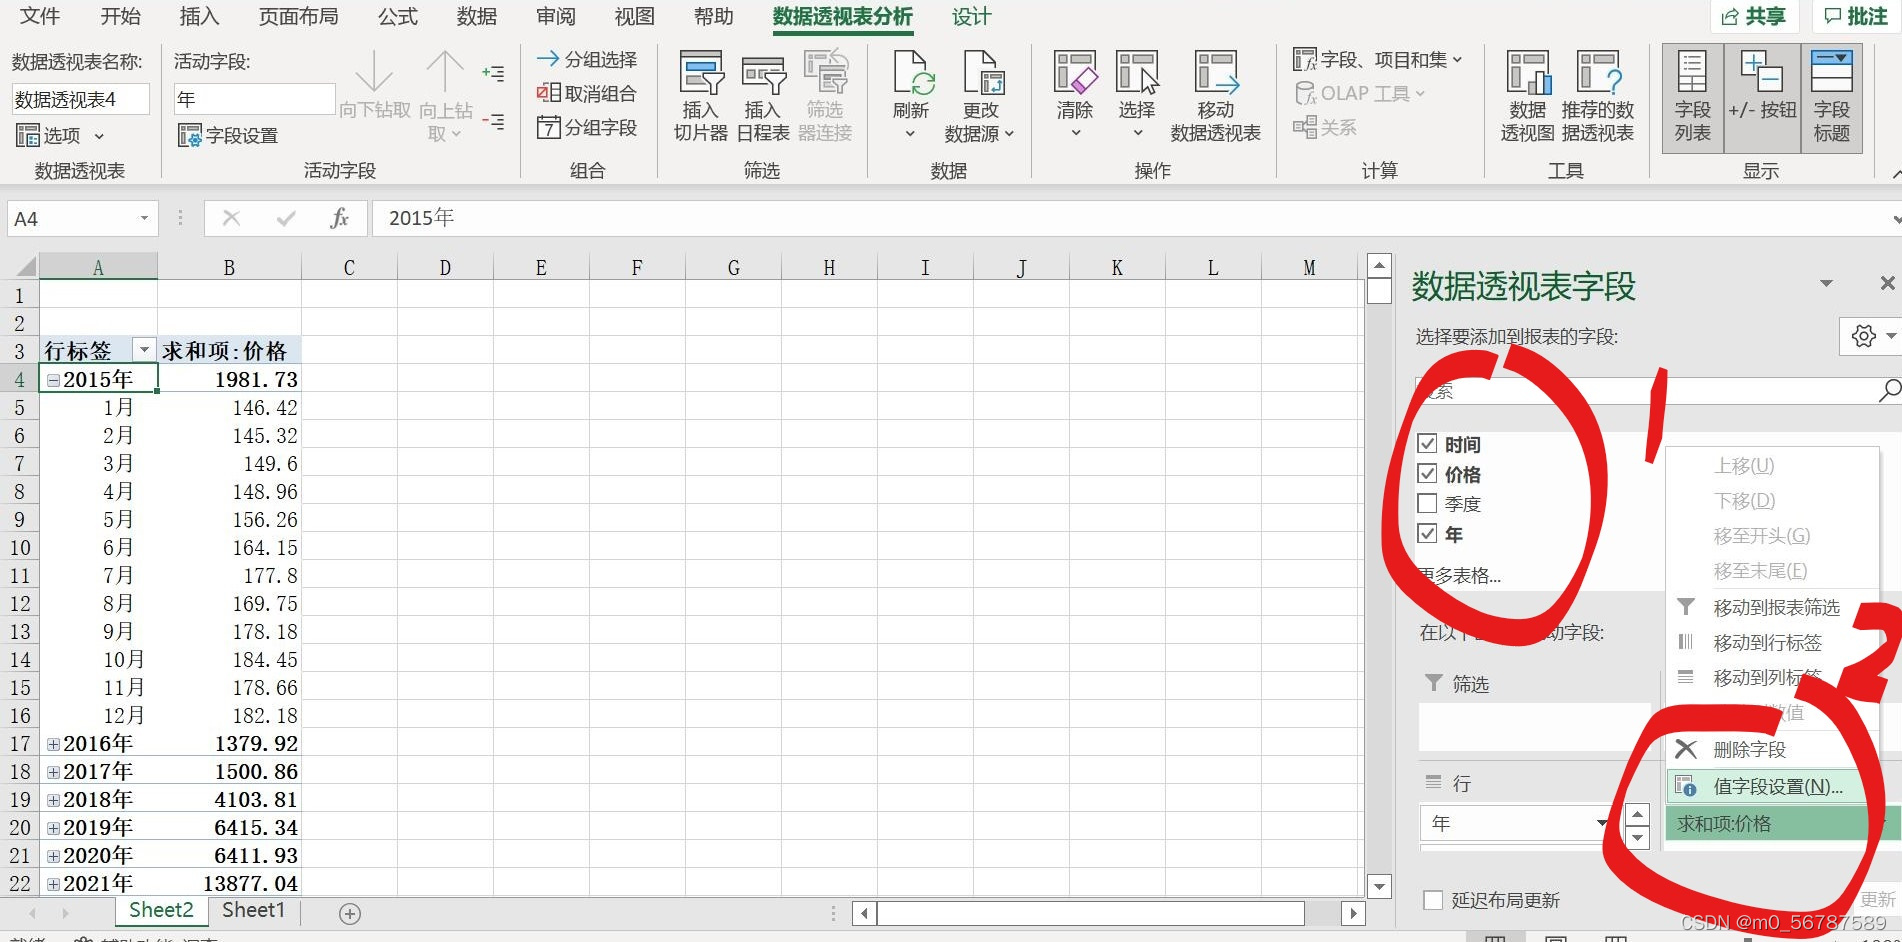 文件 开始 插入 页面布局 公式 数据 审阅 视图 帮助 数据透视表分析 设计 共享 批注
数据透视表名称:
数据透视表4
选项
数据透视表
活动字段:
年
字段设置
向下钻取 向上钻取
活动字段
分组选择
取消组合
分组字段
组合
插入切片器
插入日程表
筛选器连接
筛选
刷新
更改数据源
数据
清除
选择
移动数据透视表
操作
字段、项目和集
OLAP 工具
关系
计算
数据透视图
推荐的数据透视表
工具
字段列表
+/- 按钮
字段标题
显示
A4 fx 2015年
A B C D E F G H I J K L M
1
2
3 行标签 求和项:价格
4 2015年 1981.73
5 1月 146.42
6 2月 145.32
7 3月 149.6
8 4月 148.96
9 5月 156.26
10 6月 164.15
11 7月 177.8
12 8月 169.75
13 9月 178.18
14 10月 184.45
15 11月 178.66
16 12月 182.18
17 2016年 1379.92
18 2017年 1500.86
19 2018年 4103.81
20 2019年 6415.34
21 2020年 6411.93
22 2021年 13877.04
Sheet2 Sheet1
数据透视表字段
选择要添加到报表的字段:
索
时间
价格
季度
年
更多表格...
在以 动字段:
筛选
行
年
延迟布局更新 更新
1
上移(U)
下移(D)
移至开头(G)
移至末尾(E)
移动到报表筛选
移动到行标签
移动到列标签
数值
删除字段
值字段设置(N)...
求和项:价格
2
CSDN @m0_56787589